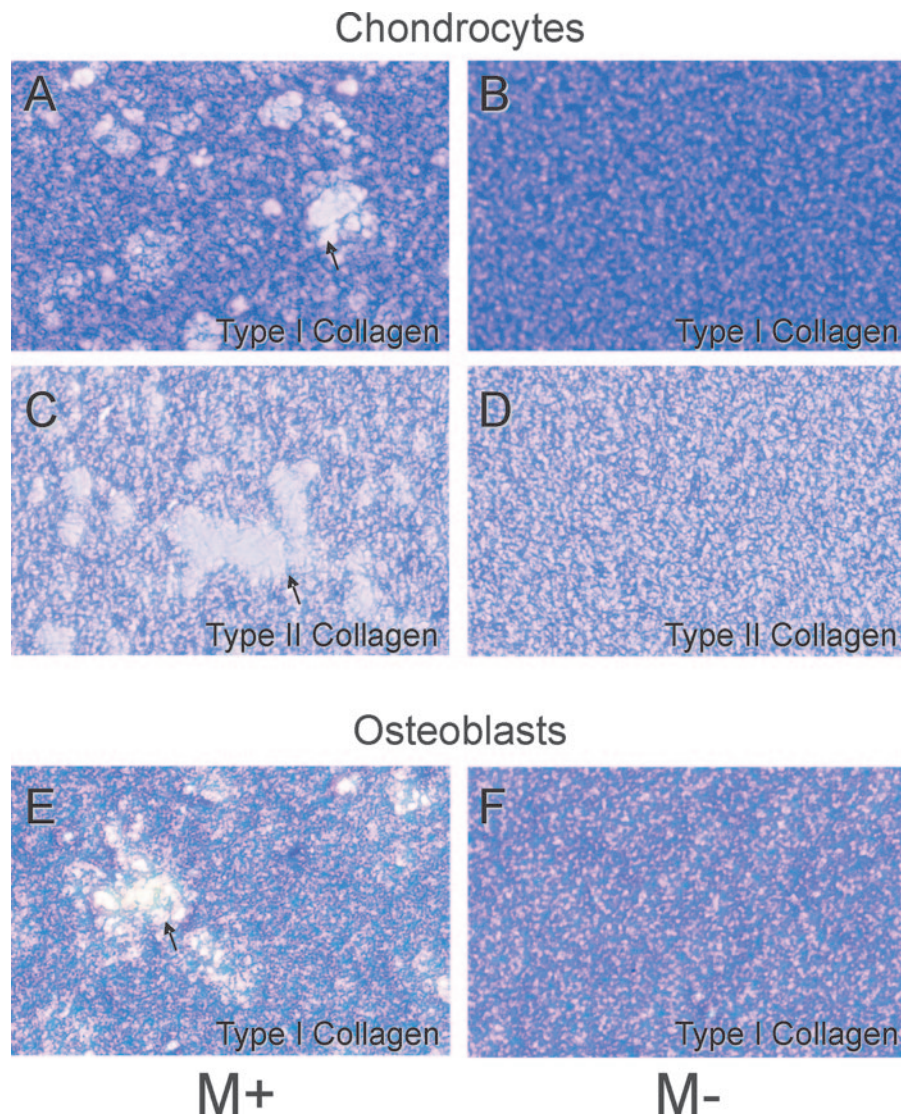 Chondrocytes
A
B
Type I Collagen
Type I Collagen
C
D
Type II Collagen
Type II Collagen
Osteoblasts
E
F
Type I Collagen
Type I Collagen
M+
M-